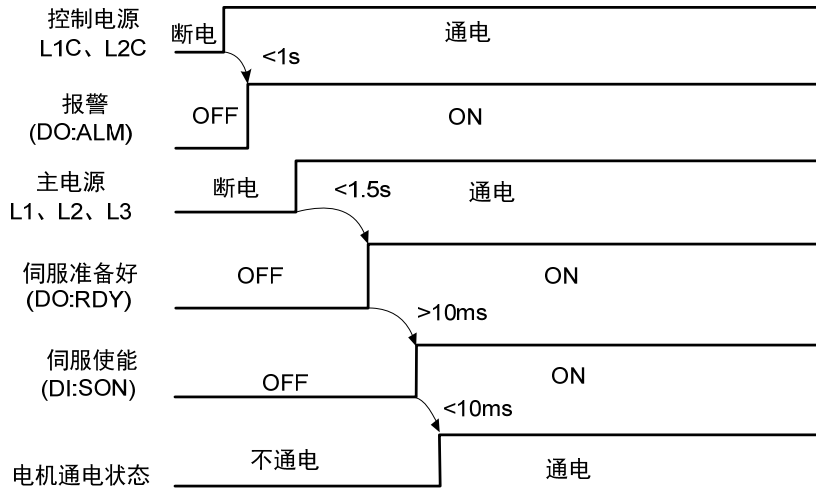 控制电源
L1C、L2C
断电
通电
<1s
报警
(DO:ALM)
OFF
ON
主电源
L1、L2、L3
断电
<1.5s
通电
伺服准备好
(DO:RDY)
OFF
ON
>10ms
伺服使能
(DI:SON)
OFF
ON
<10ms
电机通电状态
不通电
通电